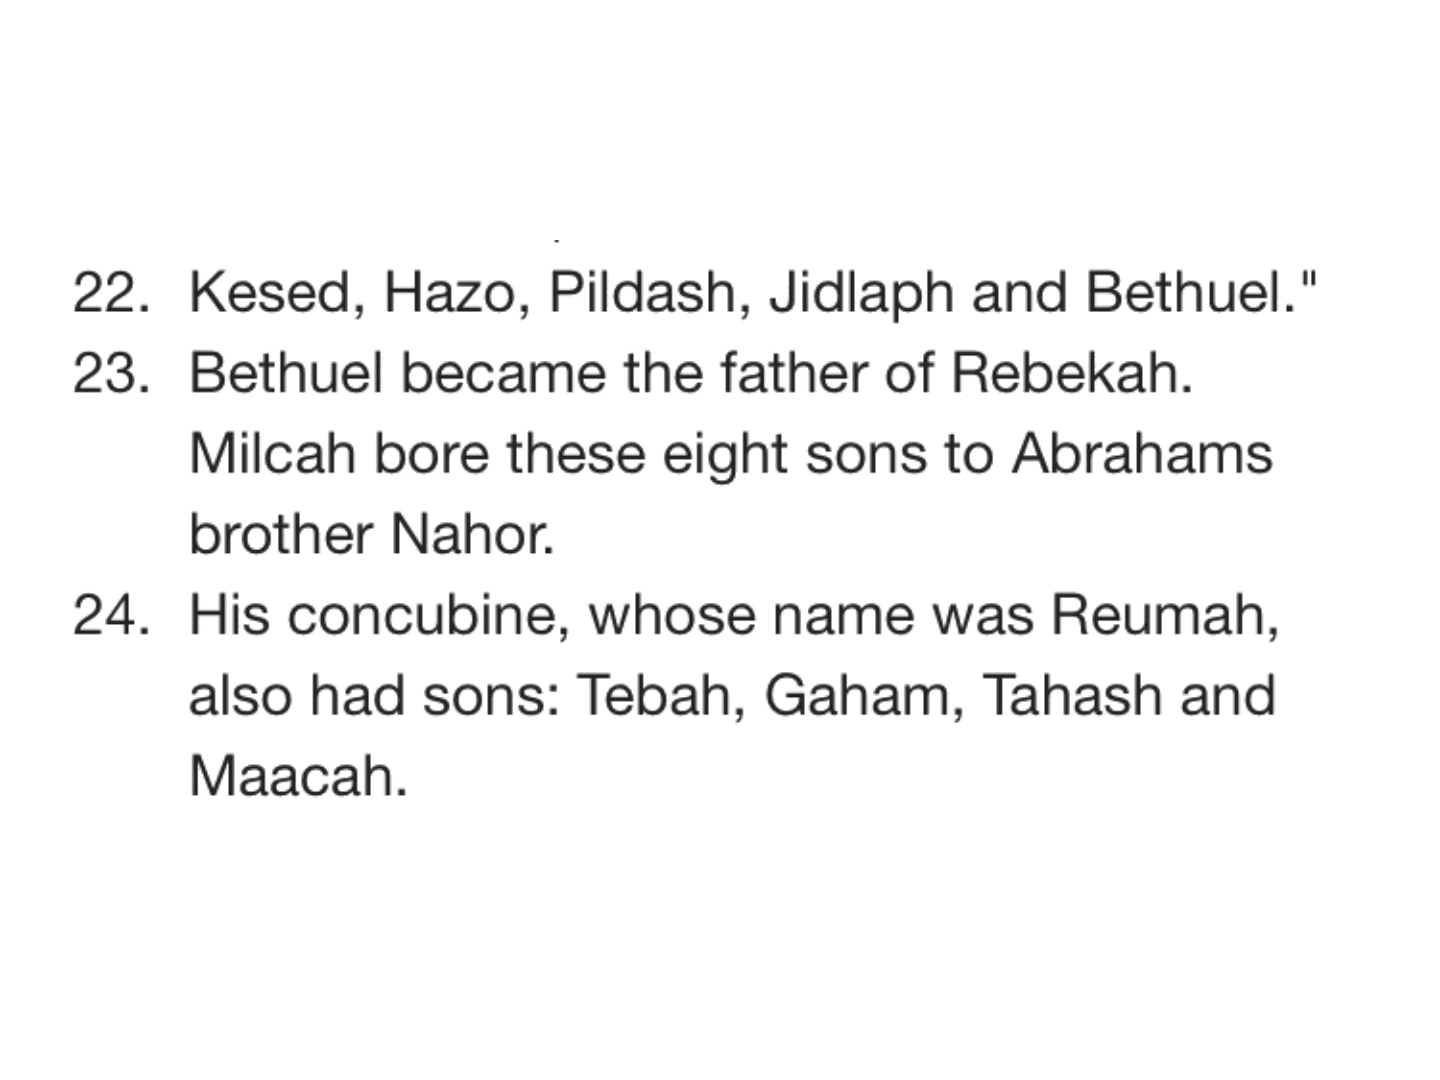 22. Kesed, Hazo, Pildash, Jidlaph and Bethuel."
23. Bethuel became the father of Rebekah.
Milcah bore these eight sons to Abrahams
brother Nahor.
24. His concubine, whose name was Reumah,
also had sons: Tebah, Gaham, Tahash and
Maacah.